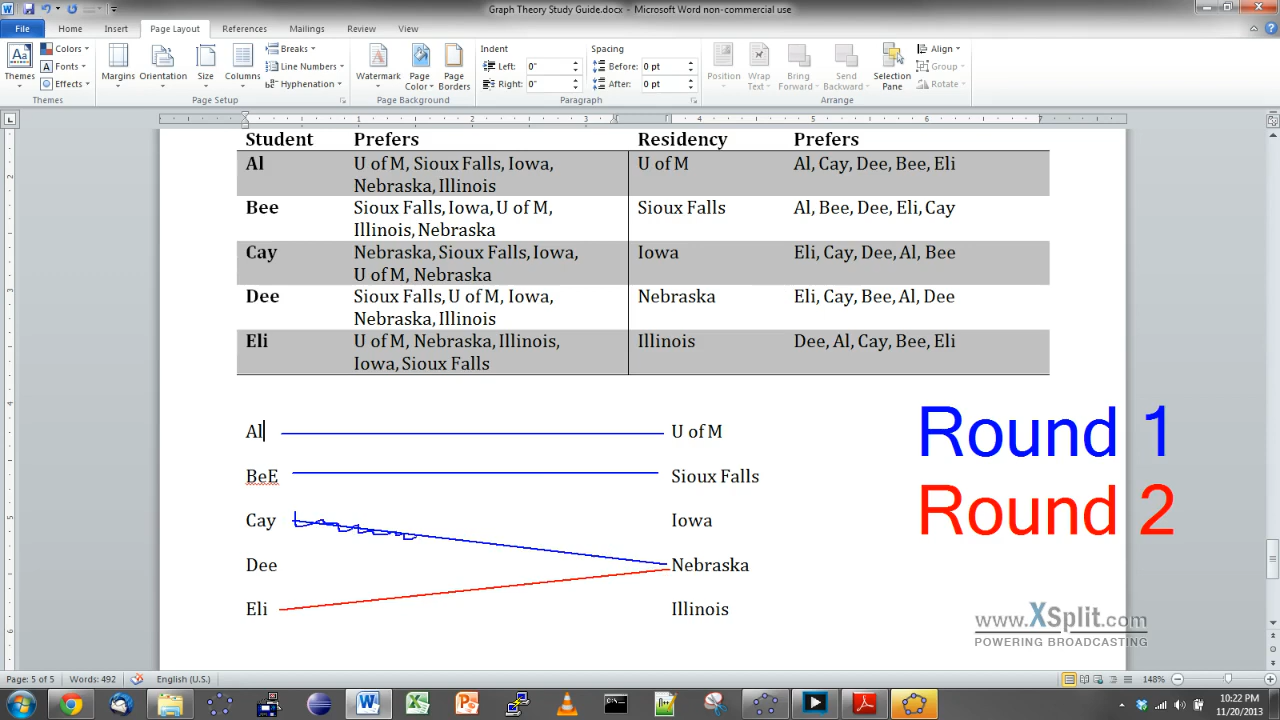 Graph Theory Study Guide.docx - Microsoft Word non-commercial use
File Home Insert Page Layout References Mailings Review View
Themes Colors Fonts Effects Margins Orientation Size Columns Breaks Line Numbers Hyphenation Watermark Page Color Page Borders Indent Left: 0" Right: 0" Spacing Before: 0 pt After: 0 pt Position Wrap Text Bring Forward Send Backward Selection Pane Align Group Rotate
Themes Page Setup Page Background Paragraph Arrange
Student Prefers Residency Prefers
Al U of M, Sioux Falls, Iowa, U of M Al, Cay, Dee, Bee, Eli
Nebraska, Illinois
Bee Sioux Falls, Iowa, U of M, Sioux Falls Al, Bee, Dee, Eli, Cay
Illinois, Nebraska
Cay Nebraska, Sioux Falls, Iowa, Iowa Eli, Cay, Dee, Al, Bee
U of M, Nebraska
Dee Sioux Falls, U of M, Iowa, Nebraska Eli, Cay, Bee, Al, Dee
Nebraska, Illinois
Eli U of M, Nebraska, Illinois, Illinois Dee, Al, Cay, Bee, Eli
Iowa, Sioux Falls
Al U of M Round 1
BeE Sioux Falls
Cay Iowa Round 2
Dee Nebraska
Eli Illinois
www.XSplit.com
POWERING BROADCASTING
Page: 5 of 5 Words: 492 English (U.S.) 148%
10:22 PM
11/20/2013